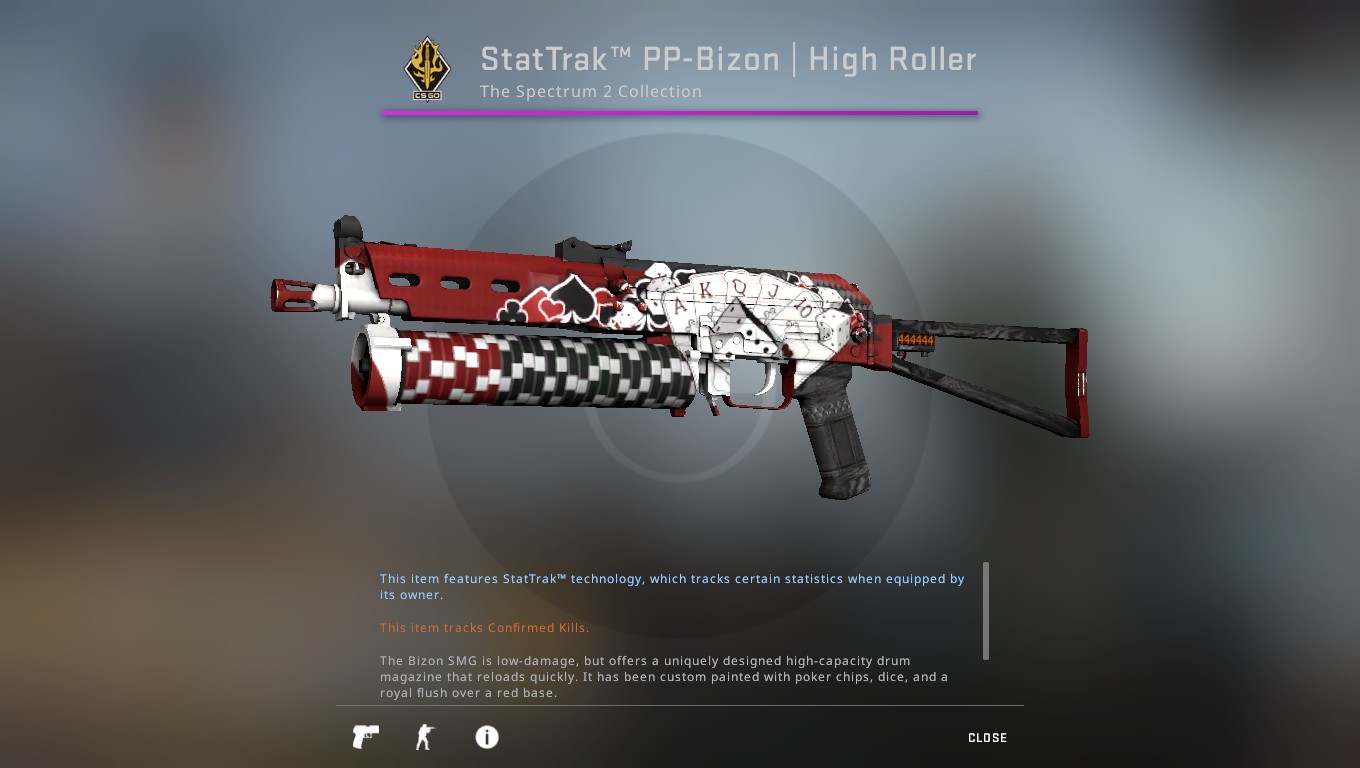 StatTrak™ PP-Bizon | High Roller
The Spectrum 2 Collection
CS GO
A K Q J 10
444444
This item features StatTrak™ technology, which tracks certain statistics when equipped by
its owner.
This item tracks Confirmed Kills.
The Bizon SMG is low-damage, but offers a uniquely designed high-capacity drum
magazine that reloads quickly. It has been custom painted with poker chips, dice, and a
royal flush over a red base.
CLOSE